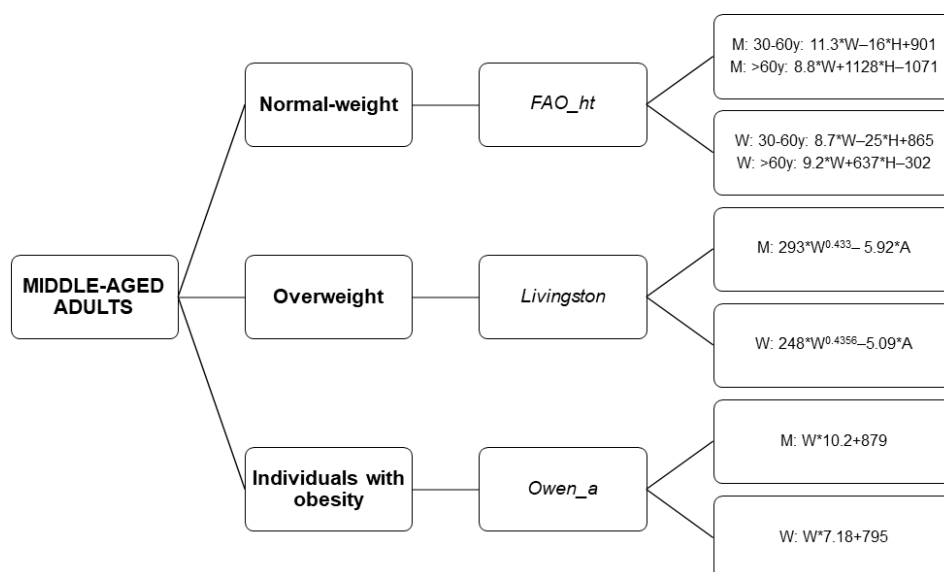 MIDDLE-AGED
ADULTS
Normal-weight
FAO_ht
M: 30-60y: 11.3*W–16*H+901
M: >60y: 8.8*W+1128*H–1071
W: 30-60y: 8.7*W–25*H+865
W: >60y: 9.2*W+637*H–302
Overweight
Livingston
M: 293*W^0.433– 5.92*A
W: 248*W^0.4356–5.09*A
Individuals with
obesity
Owen_a
M: W*10.2+879
W: W*7.18+795